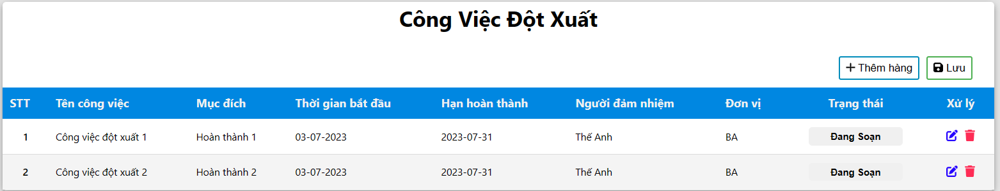 Công Việc Đột Xuất
Thêm hàng Lưu
STT Tên công việc Mục đích Thời gian bắt đầu Hạn hoàn thành Người đảm nhiệm Đơn vị Trạng thái Xử lý
1 Công việc đột xuất 1 Hoàn thành 1 03-07-2023 2023-07-31 Thế Anh BA Đang Soạn
2 Công việc đột xuất 2 Hoàn thành 2 03-07-2023 2023-07-31 Thế Anh BA Đang Soạn